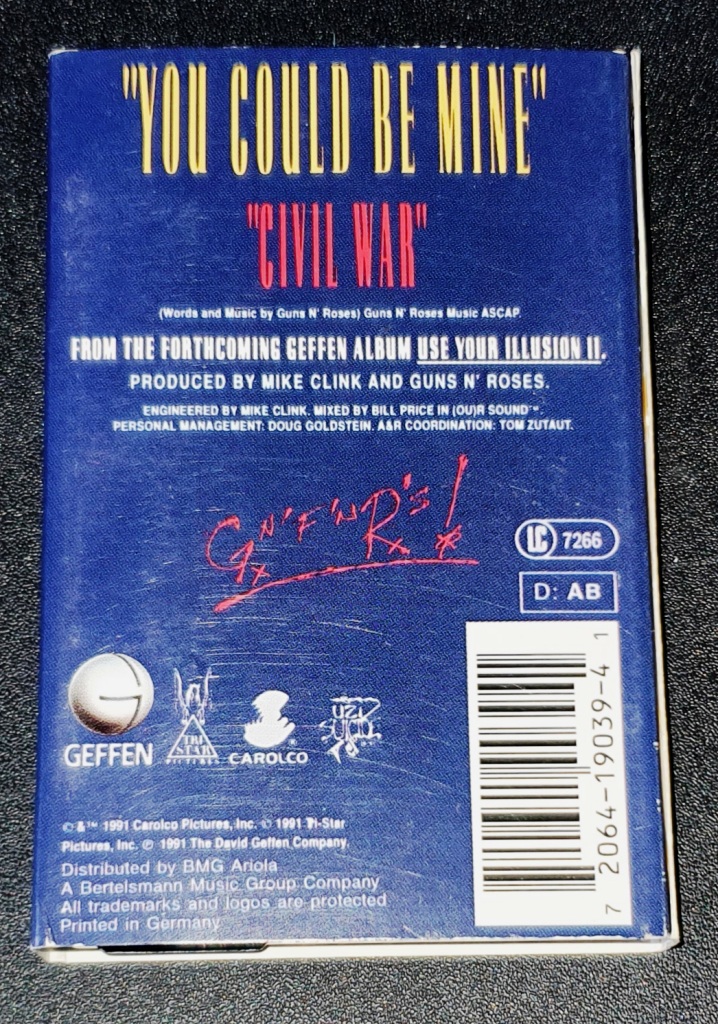 "YOU COULD BE MINE"
"CIVIL WAR"
(Words and Music by Guns N' Roses) Guns N' Roses Music ASCAP.
FROM THE FORTHCOMING GEFFEN ALBUM USE YOUR ILLUSION II.
PRODUCED BY MIKE CLINK AND GUNS N' ROSES.
ENGINEERED BY MIKE CLINK. MIXED BY BILL PRICE IN (OU)R SOUND™.
PERSONAL MANAGEMENT: DOUG GOLDSTEIN. A&R COORDINATION: TOM ZUTAUT.
G N' F' N R's!
LC 7266
D: AB
7 2064-19039-4 1
GEFFEN
TRI STAR
PICTURES
CAROLCO
®
UZI
© & ™ 1991 Carolco Pictures, Inc. © 1991 Tri-Star
Pictures, Inc. ℗ 1991 The David Geffen Company.
Distributed by BMG Ariola
A Bertelsmann Music Group Company
All trademarks and logos are protected
Printed in Germany